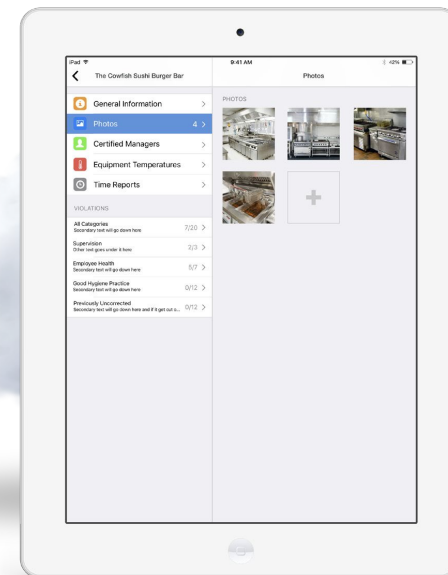 iPad
9:41 AM
42%
The Cowfish Sushi Burger Bar
Photos
General Information
Photos 4
Certified Managers
Equipment Temperatures
Time Reports
VIOLATIONS
All Categories
Secondary text will go down here
7/20
Supervision
Other text goes under it here
2/3
Employee Health
Secondary text will go down here
5/7
Good Hygiene Practice
Secondary text will go down here
0/12
Previously Uncorrected
Secondary text will go down here and if it get cut o...
0/12
PHOTOS